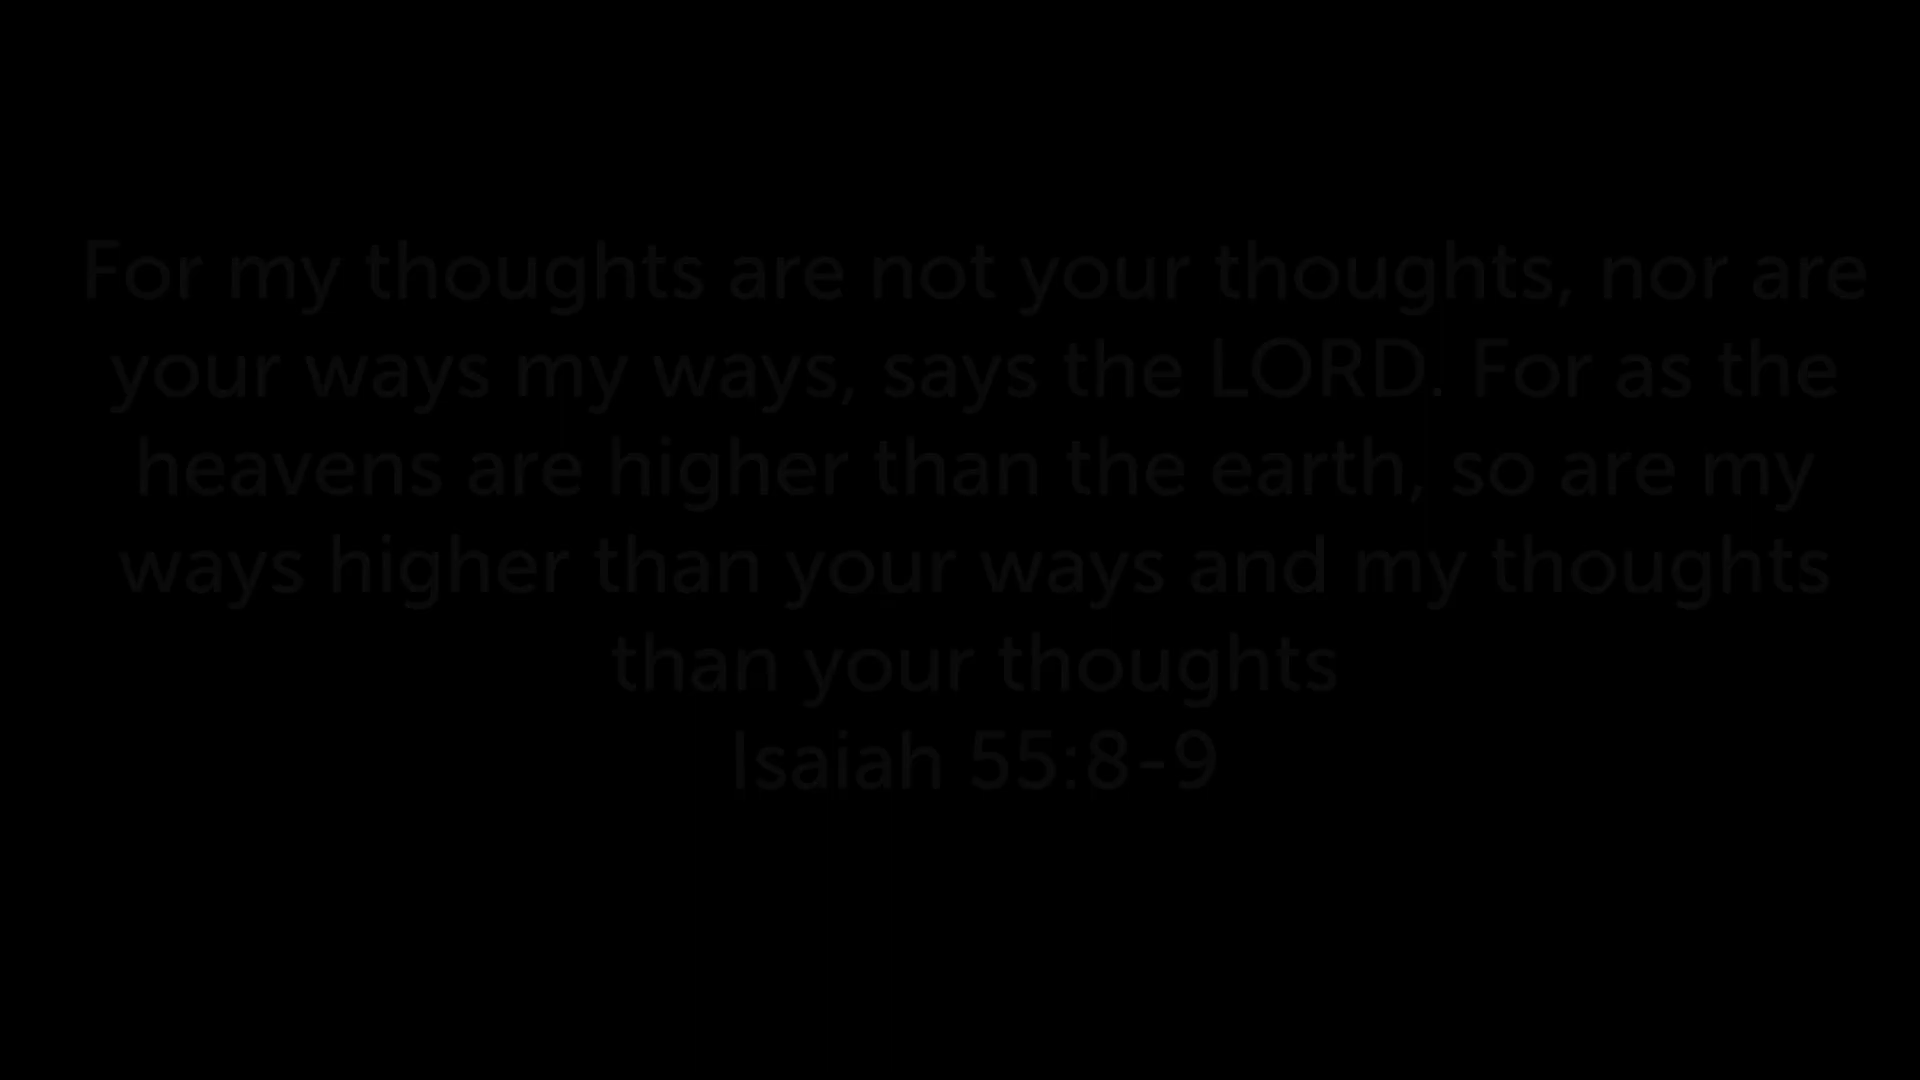 For my thoughts are not your thoughts, nor are
your ways my ways, says the LORD. For as the
heavens are higher than the earth, so are my
ways higher than your ways and my thoughts
than your thoughts
Isaiah 55:8-9